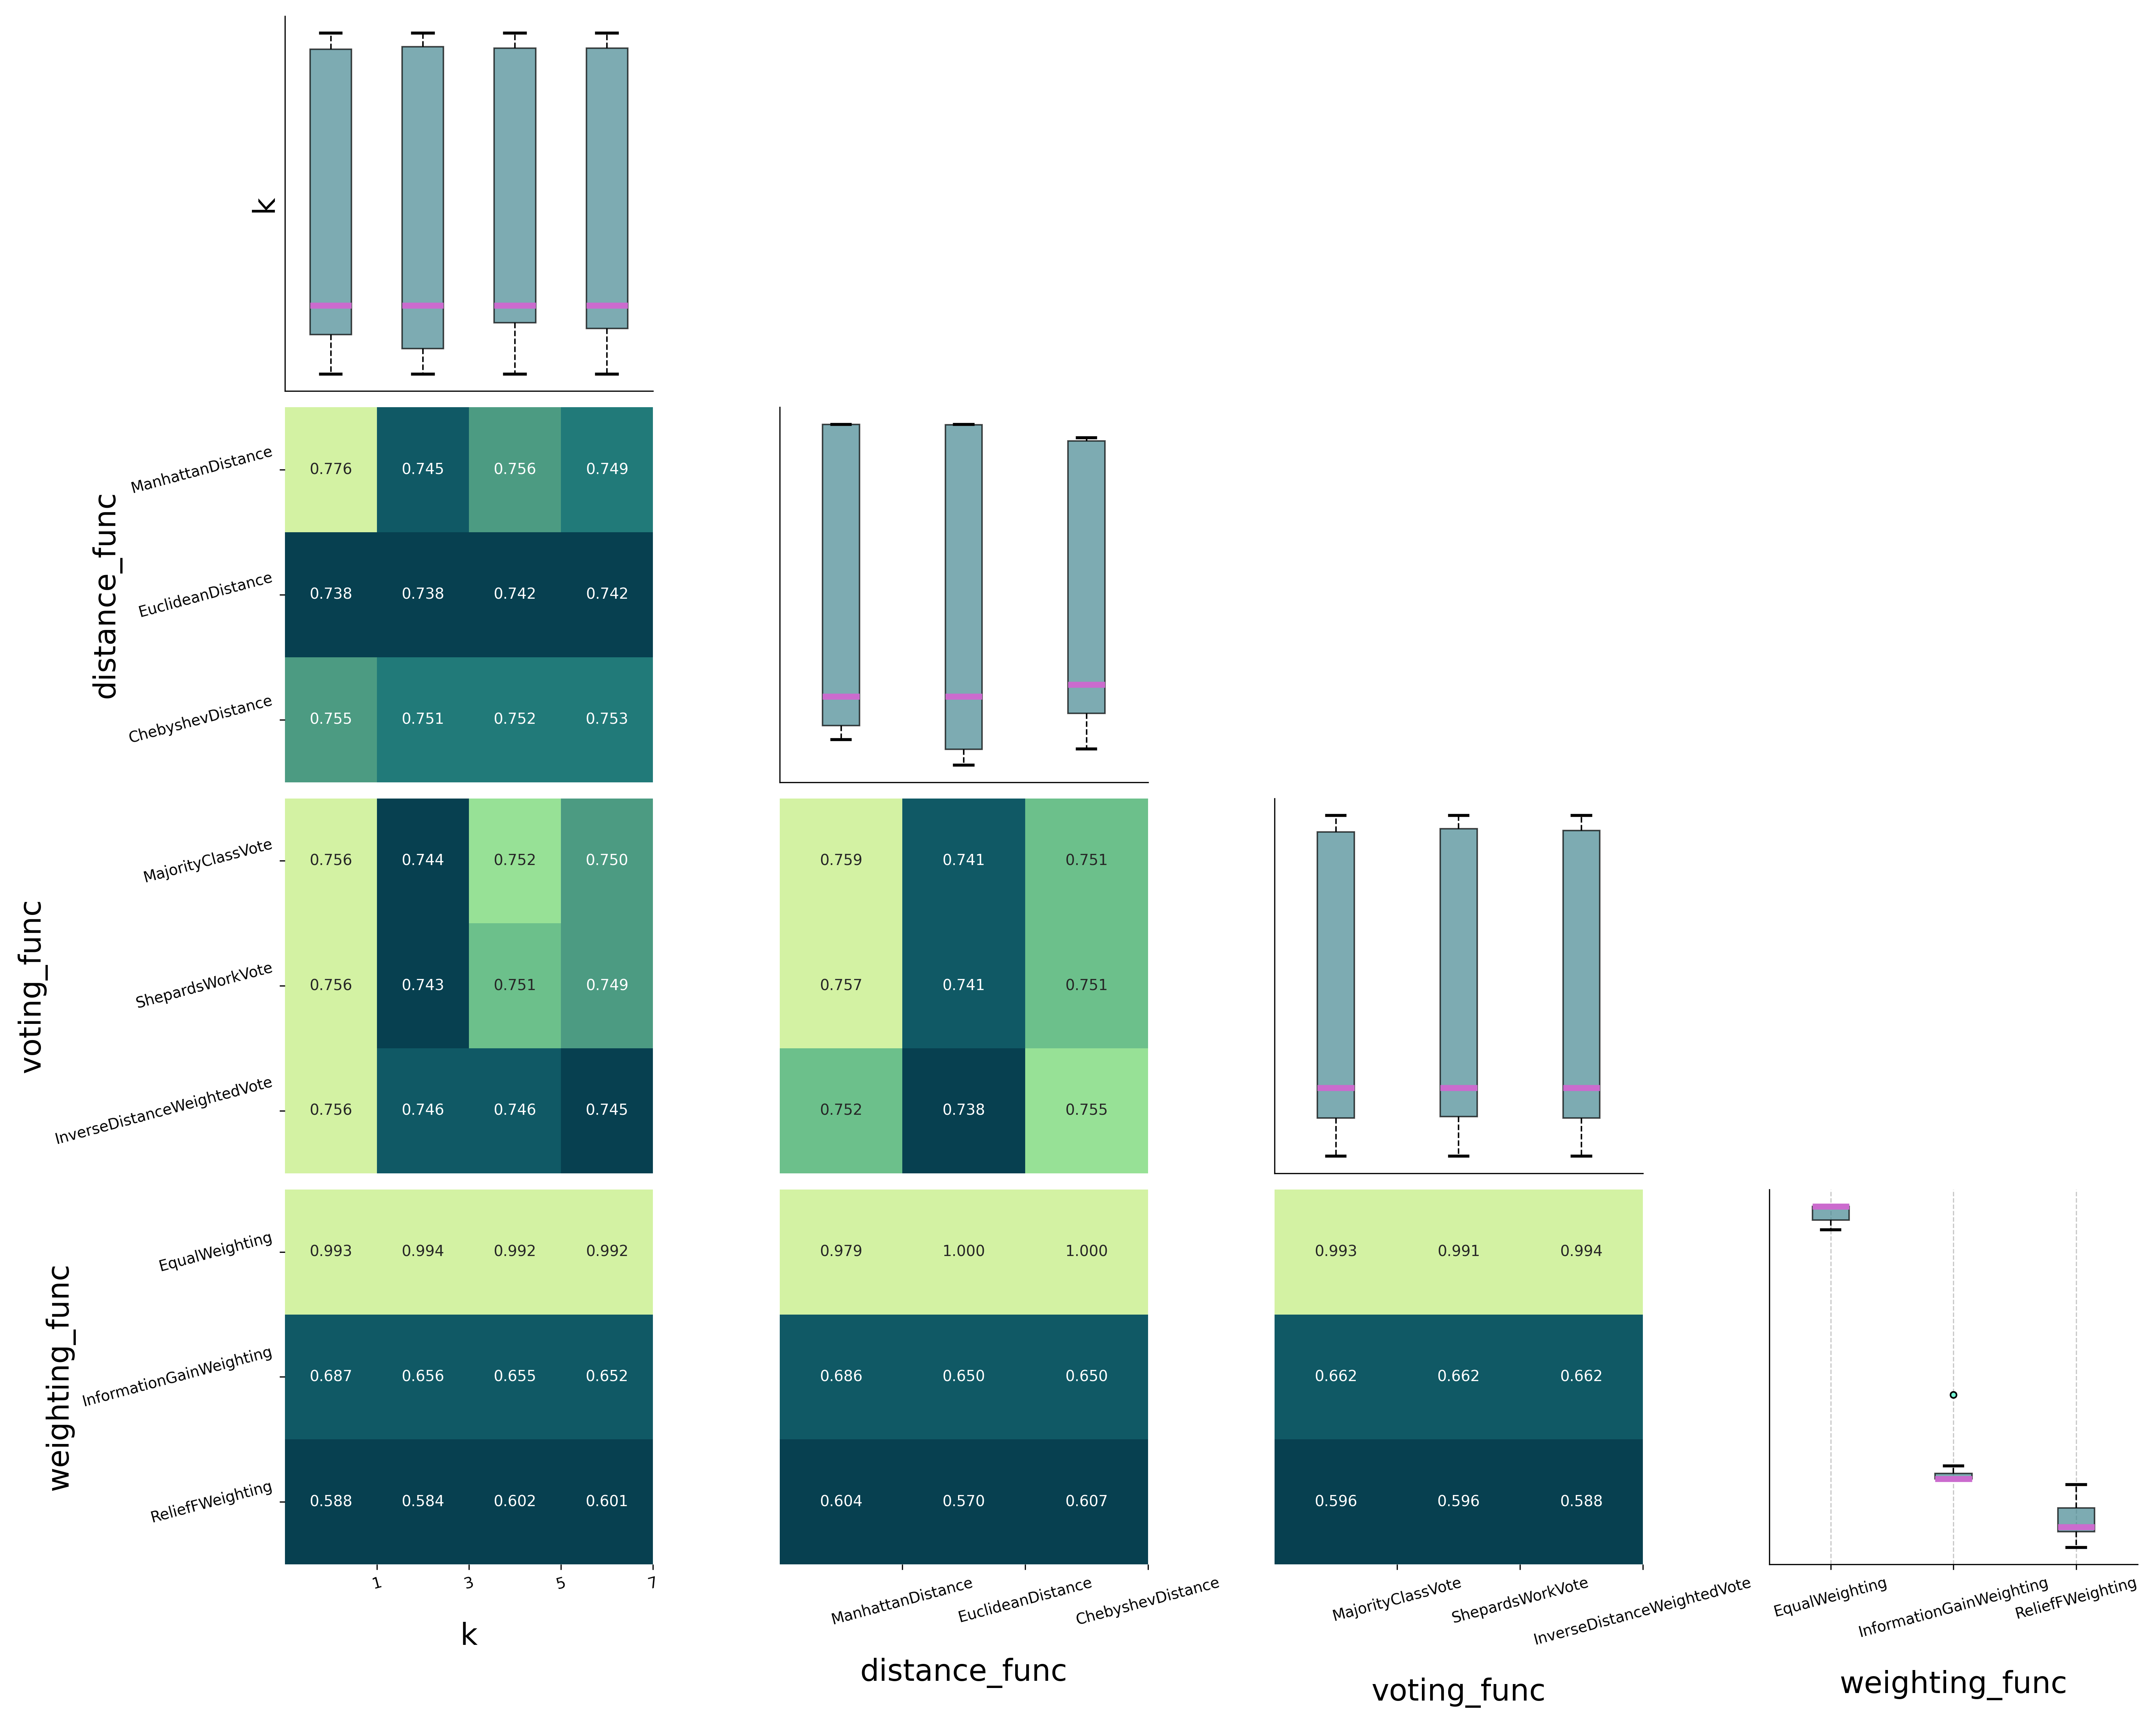 k
distance_func
ManhattanDistance
0.776 0.745 0.756 0.749
EuclideanDistance
0.738 0.738 0.742 0.742
ChebyshevDistance
0.755 0.751 0.752 0.753
voting_func
MajorityClassVote
0.756 0.744 0.752 0.750
0.759 0.741 0.751
ShepardsWorkVote
0.756 0.743 0.751 0.749
0.757 0.741 0.751
InverseDistanceWeightedVote
0.756 0.746 0.746 0.745
0.752 0.738 0.755
weighting_func
EqualWeighting
0.993 0.994 0.992 0.992
0.979 1.000 1.000
0.993 0.991 0.994
InformationGainWeighting
0.687 0.656 0.655 0.652
0.686 0.650 0.650
0.662 0.662 0.662
ReliefFWeighting
0.588 0.584 0.602 0.601
0.604 0.570 0.607
0.596 0.596 0.588
1 3 5 7
k
ManhattanDistance
EuclideanDistance
ChebyshevDistance
distance_func
MajorityClassVote
ShepardsWorkVote
InverseDistanceWeightedVote
voting_func
EqualWeighting
InformationGainWeighting
ReliefFWeighting
weighting_func